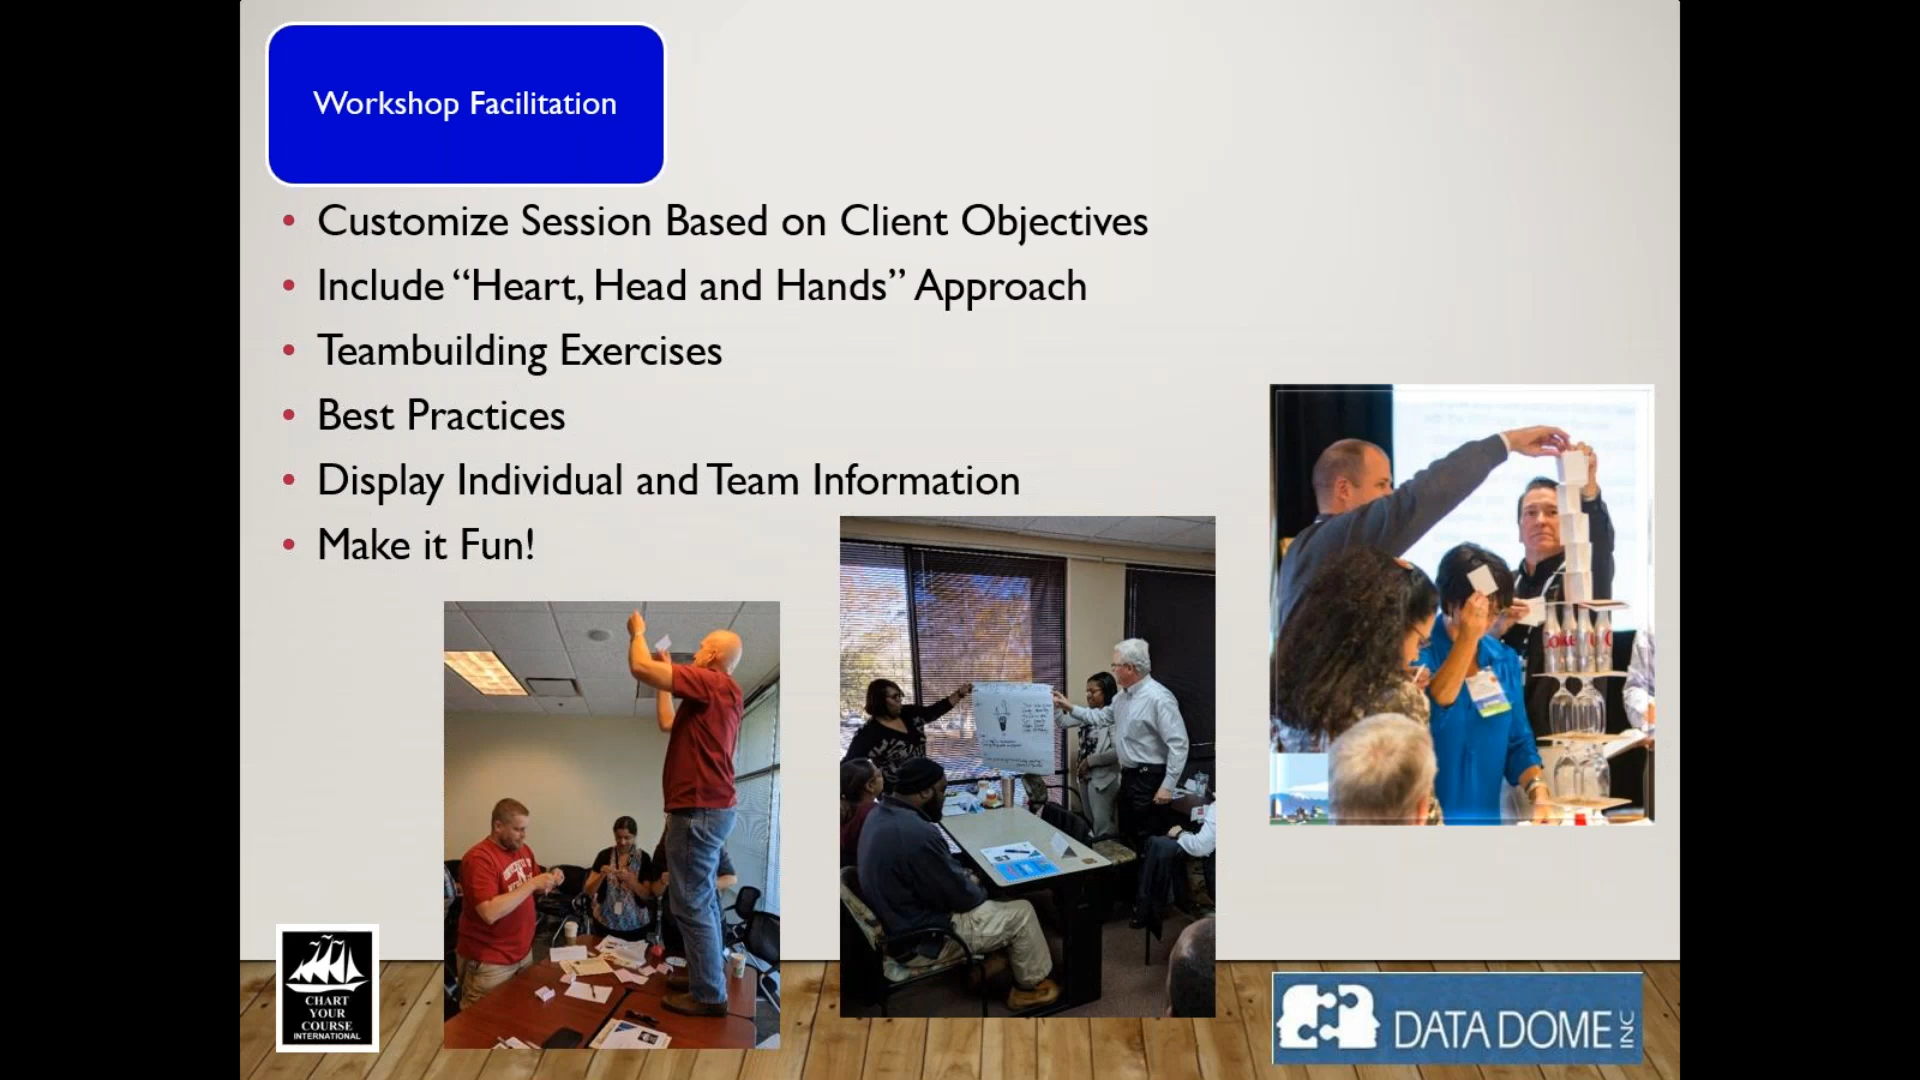 Workshop Facilitation
• Customize Session Based on Client Objectives
• Include “Heart, Head and Hands” Approach
• Teambuilding Exercises
• Best Practices
• Display Individual and Team Information
• Make it Fun!
Coke
CHART
YOUR
COURSE
INTERNATIONAL
DATA DOME INC